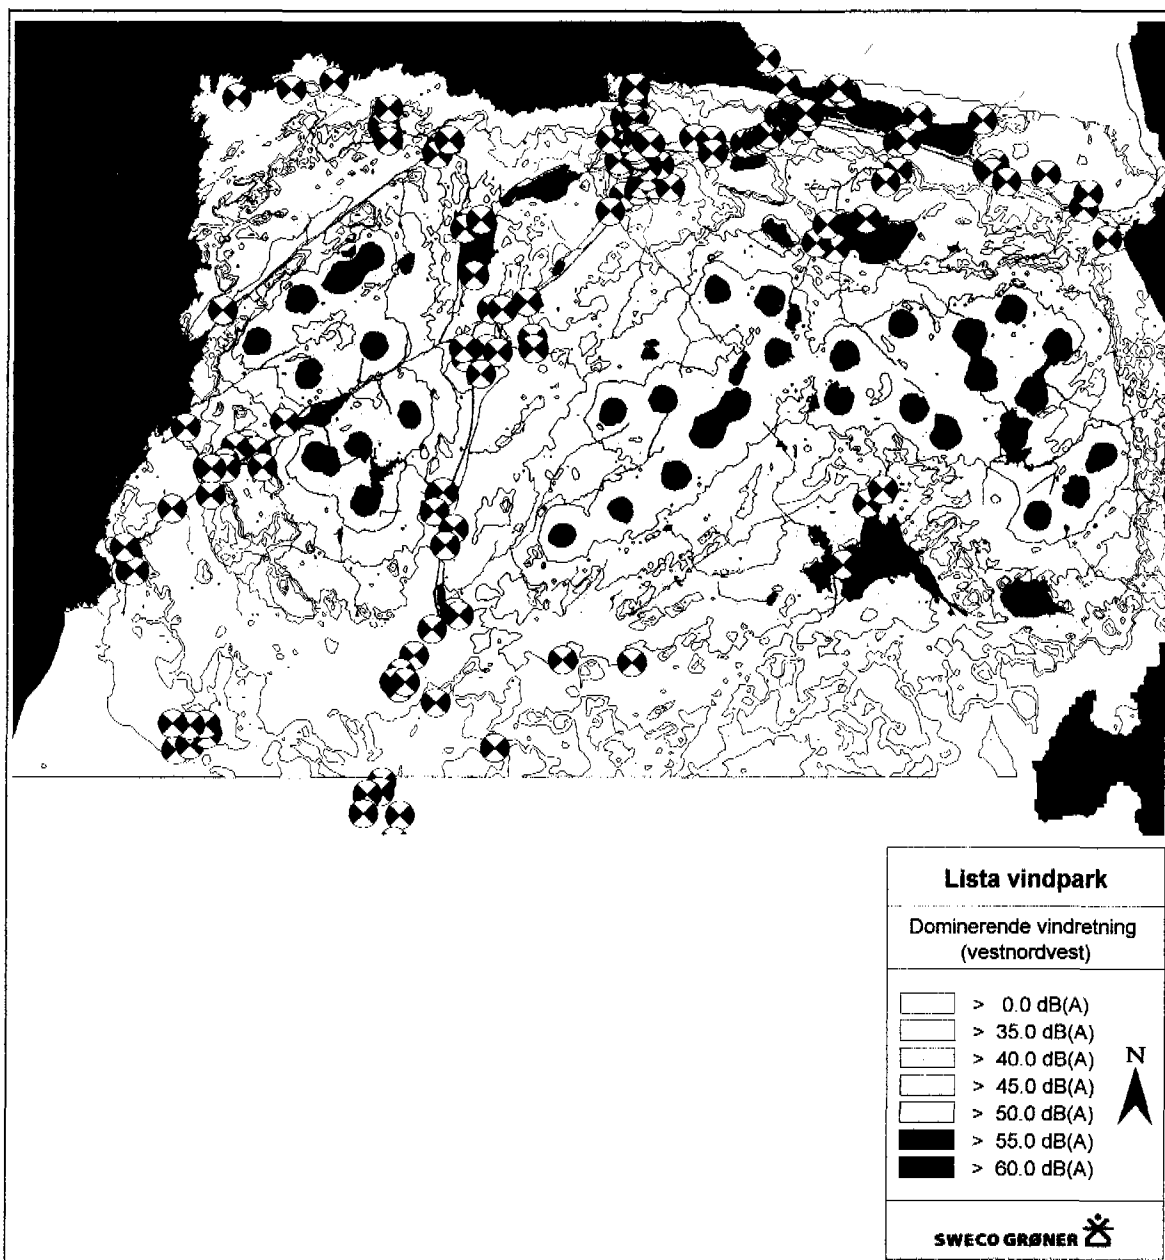 Lista vindpark
Dominerende vindretning
(vestnordvest)
> 0.0 dB(A)
> 35.0 dB(A)
> 40.0 dB(A)
> 45.0 dB(A)
> 50.0 dB(A)
> 55.0 dB(A)
> 60.0 dB(A)
N
SWECO GRØNER